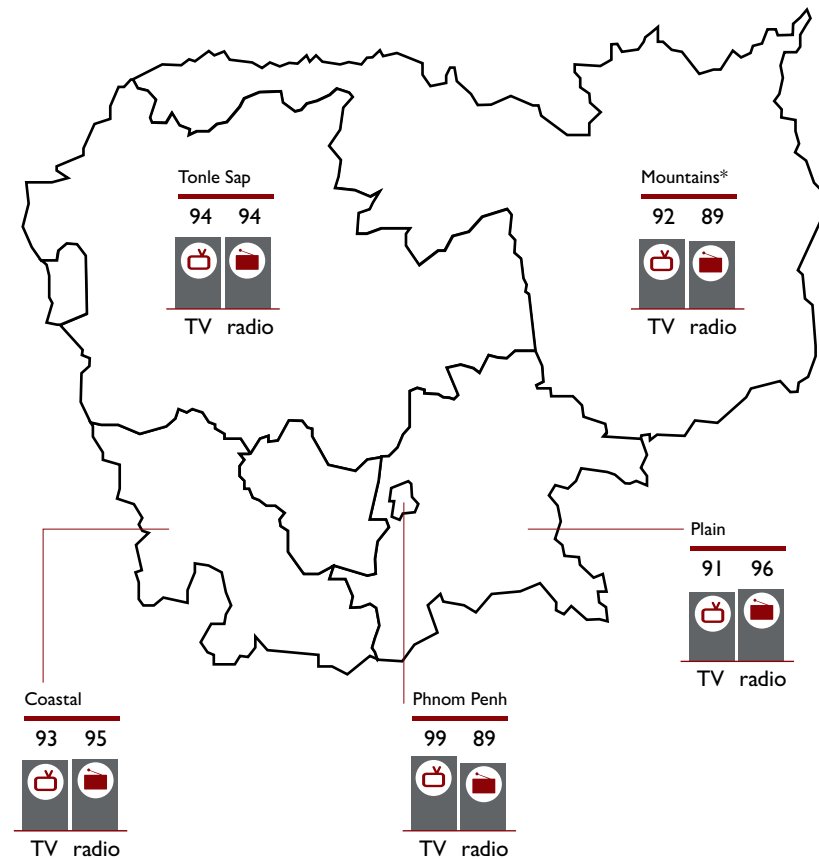 Tonle Sap
94 94
TV radio
Mountains*
92 89
TV radio
Plain
91 96
TV radio
Coastal
93 95
TV radio
Phnom Penh
99 89
TV radio